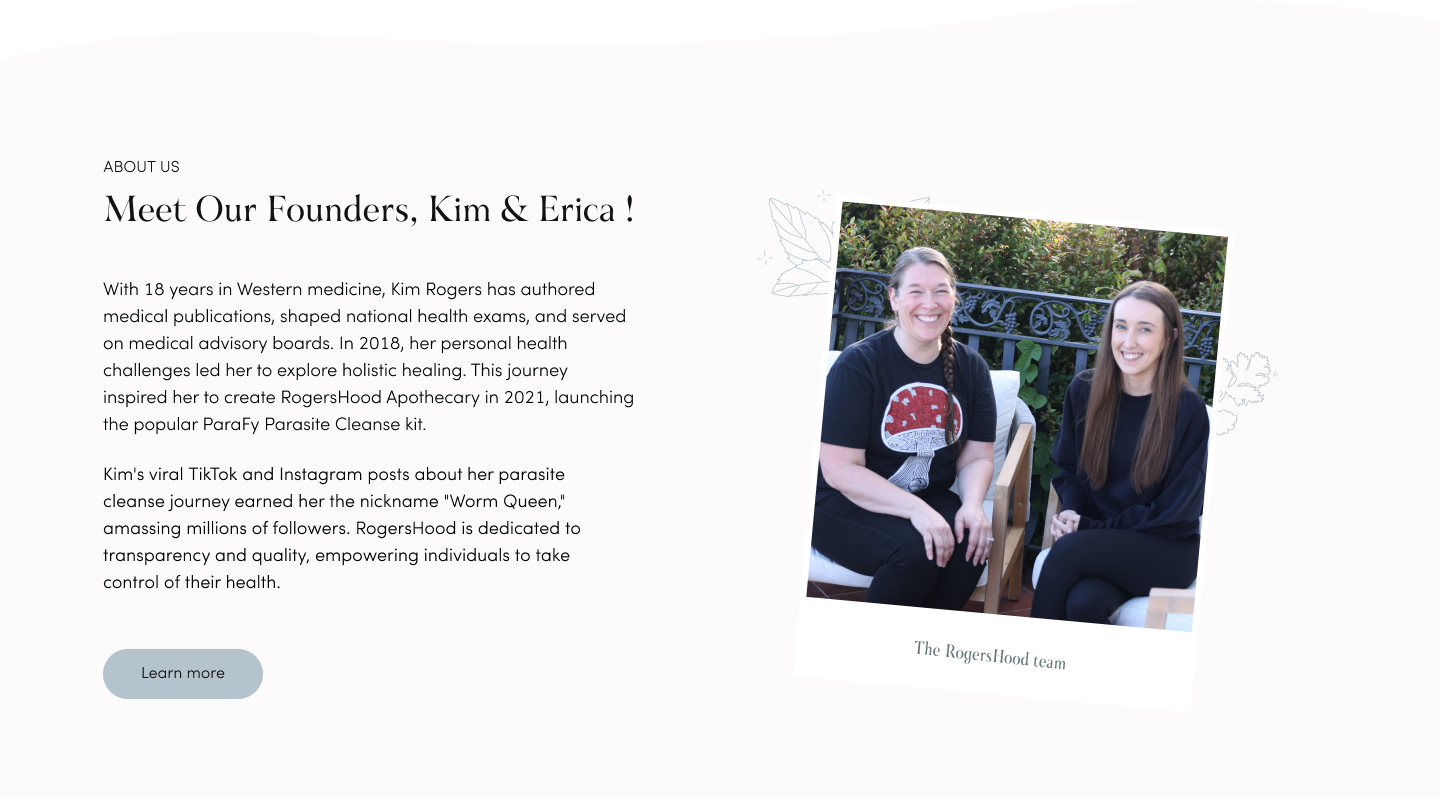 ABOUT US
Meet Our Founders, Kim & Erica !
With 18 years in Western medicine, Kim Rogers has authored
medical publications, shaped national health exams, and served
on medical advisory boards. In 2018, her personal health
challenges led her to explore holistic healing. This journey
inspired her to create RogersHood Apothecary in 2021, launching
the popular ParaFy Parasite Cleanse kit.
Kim's viral TikTok and Instagram posts about her parasite
cleanse journey earned her the nickname "Worm Queen,"
amassing millions of followers. RogersHood is dedicated to
transparency and quality, empowering individuals to take
control of their health.
Learn more
The RogersHood team